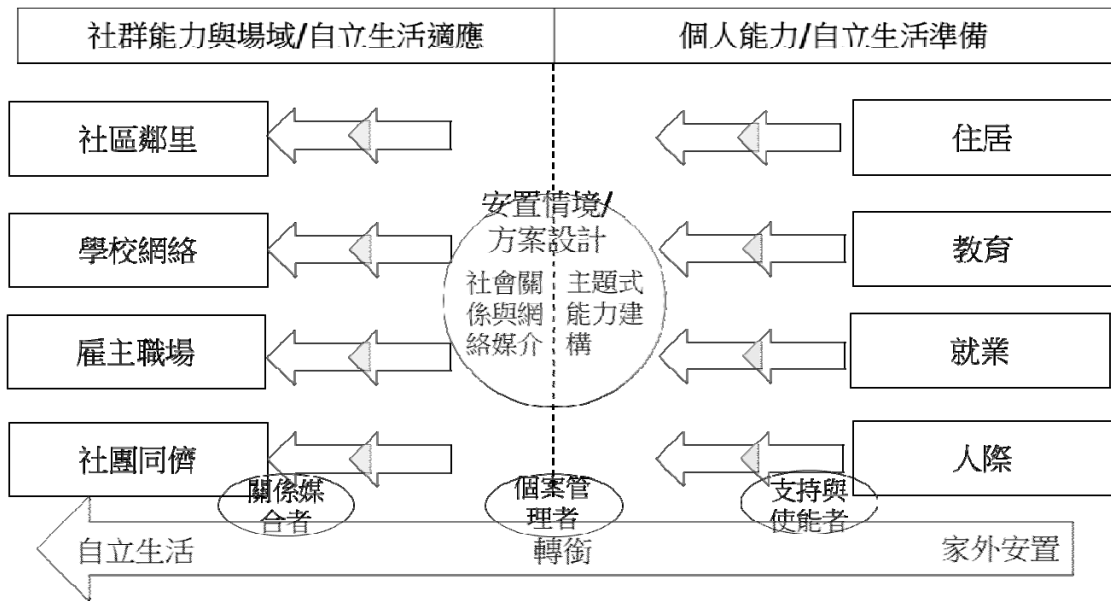 社群能力與場域/自立生活適應
個人能力/自立生活準備
社區鄰里
住居
安置情境/
方案設計
學校網絡
教育
社會關
係與網
絡媒介
主題式
能力建
構
雇主職場
就業
社團同儕
人際
關係媒
合者
個案管
理者
支持與
使能者
自立生活
轉銜
家外安置